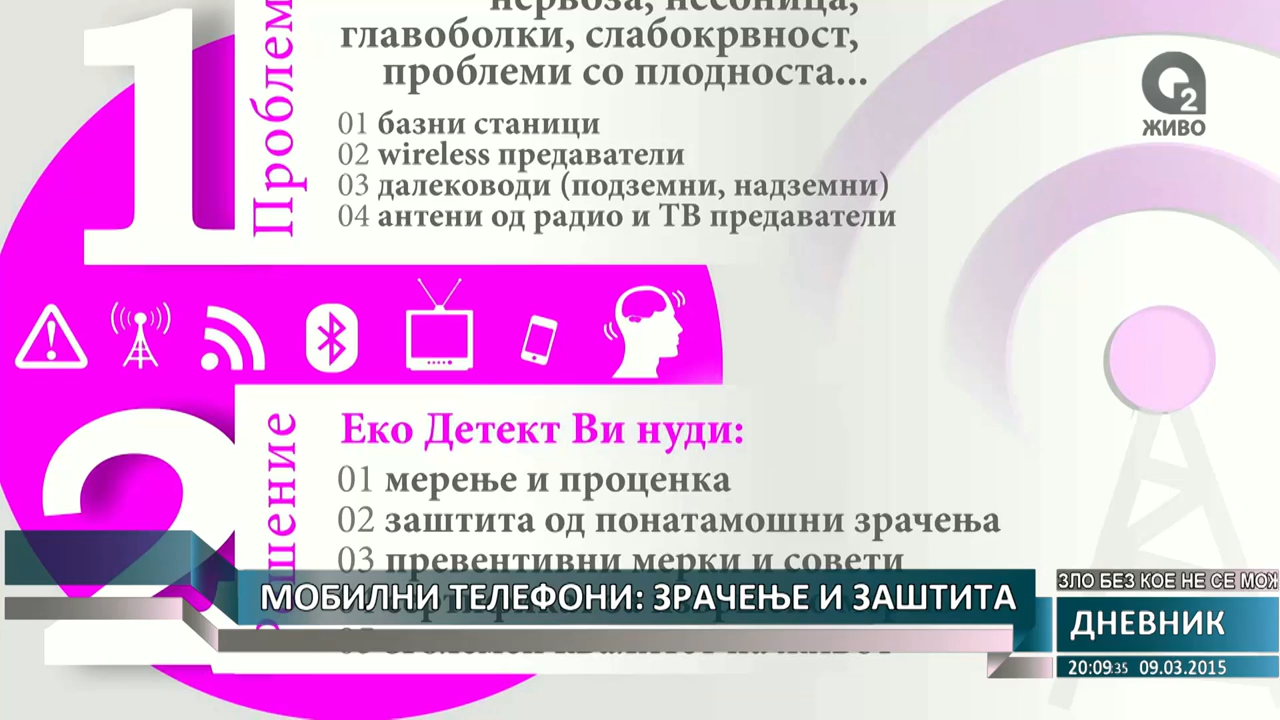 1
Проблем
нервоза, несоница,
главоболки, слабокрвност,
проблеми со плодноста...
01 базни станици
02 wireless предаватели
03 далеководи (подземни, надземни)
04 антени од радио и ТВ предаватели
2
ЖИВО
2
Еко Детект Ви нуди:
01 мерење и проценка
02 заштита од понатамошни зрачења
03 превентивни мерки и совети
МОБИЛНИ ТЕЛЕФОНИ: ЗРАЧЕЊЕ И ЗАШТИТА
ЗЛО БЕЗ КОЕ НЕ СЕ МОЖ
ДНЕВНИК
20:09:35 09.03.2015